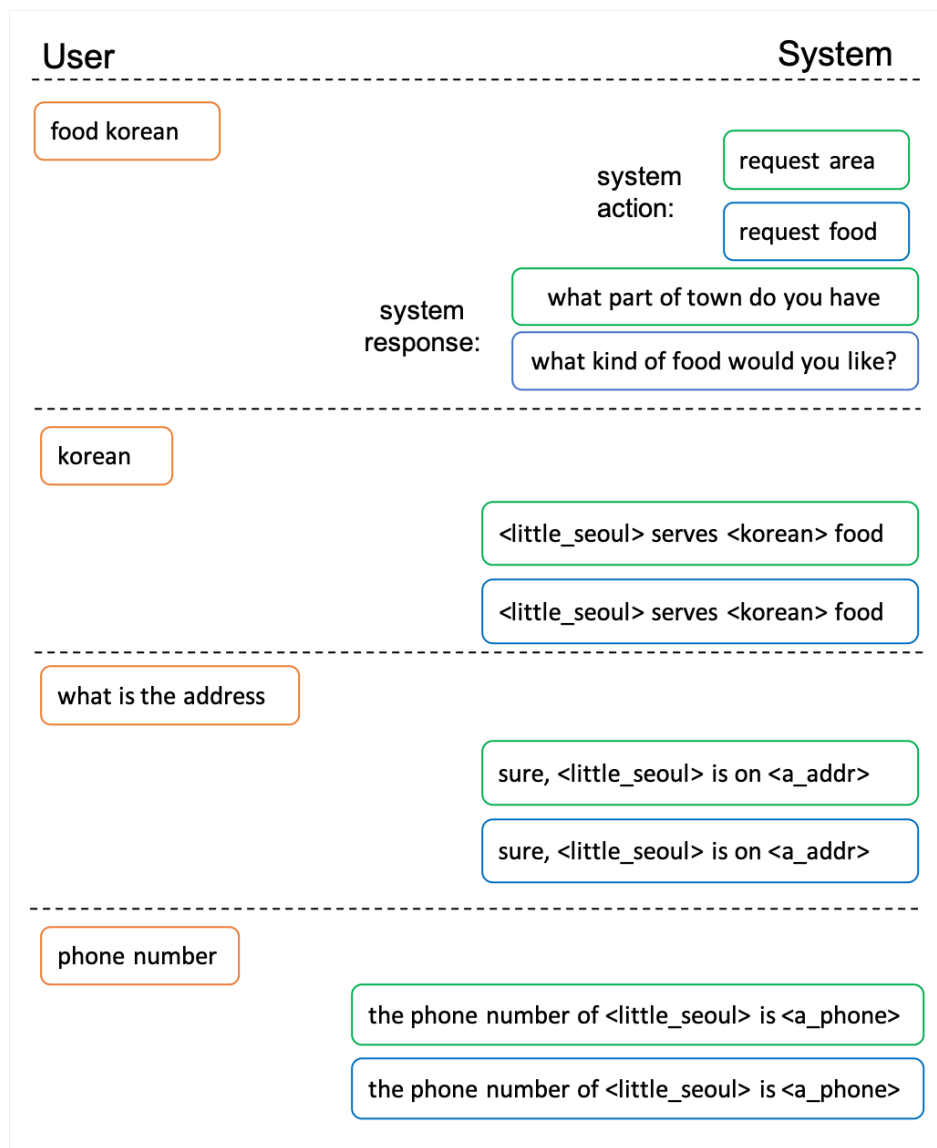 User
System
food korean
system
action:
request area
request food
system
response:
what part of town do you have
what kind of food would you like?
korean
<little_seoul> serves <korean> food
<little_seoul> serves <korean> food
what is the address
sure, <little_seoul> is on <a_addr>
sure, <little_seoul> is on <a_addr>
phone number
the phone number of <little_seoul> is <a_phone>
the phone number of <little_seoul> is <a_phone>